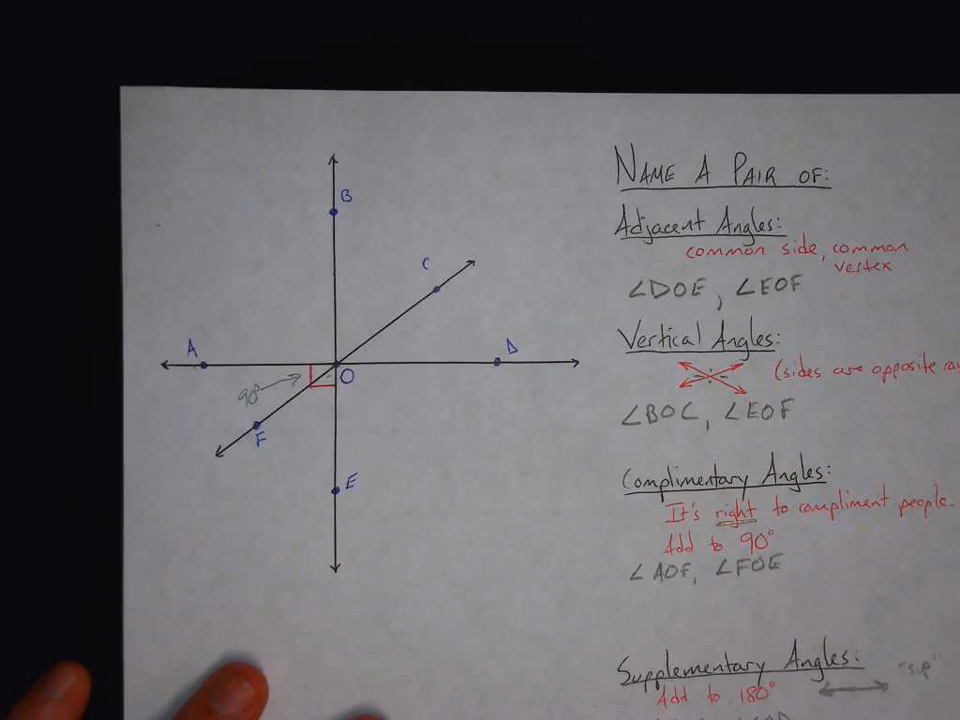 NAME A PAIR OF:
Adjacent Angles:
common side, common
vertex
∠DOE, ∠EOF
Vertical Angles:
(sides are opposite
∠BOC, ∠EOF
Complimentary Angles:
It's right to compliment people.
Add to 90°
∠AOF, ∠FOE
Supplementary Angles:
Add to 180°
B
C
A
D
O
90°
F
E